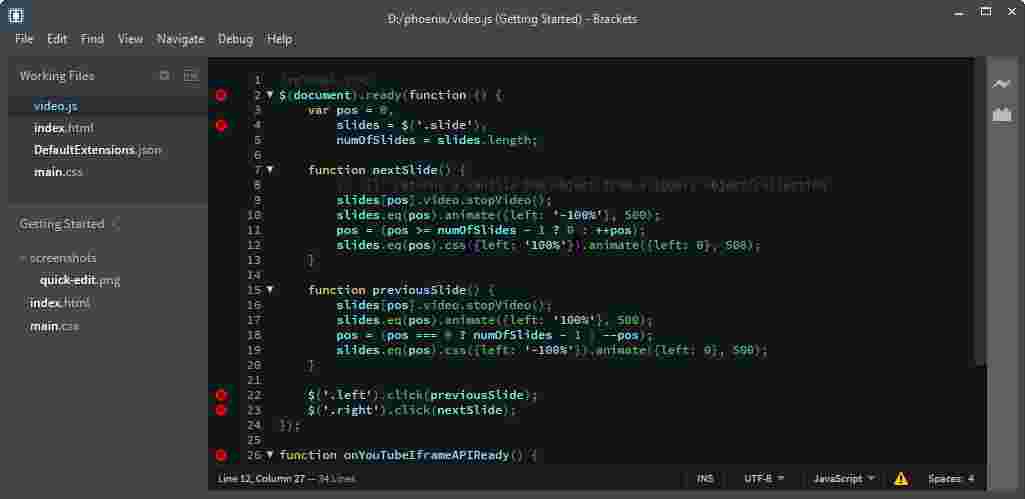 D:/phoenix/video.js (Getting Started) - Brackets
File Edit Find View Navigate Debug Help
Working Files
video.js
index.html
DefaultExtensions.json
main.css
Getting Started
screenshots
quick-edit.png
index.html
main.css
1
2 $(document).ready(function () {
3 var pos = 0,
4 slides = $('.slide'),
5 numOfSlides = slides.length;
6
7 function nextSlide() {
8
9 slides[pos].video.stopVideo();
10 slides.eq(pos).animate({left: '-100%'}, 500);
11 pos = (pos >= numOfSlides - 1 ? 0 : ++pos);
12 slides.eq(pos).css({left: '100%'}).animate({left: 0}, 500);
13 }
14
15 function previousSlide() {
16 slides[pos].video.stopVideo();
17 slides.eq(pos).animate({left: '100%'}, 500);
18 pos = (pos === 0 ? numOfSlides - 1 : --pos);
19 slides.eq(pos).css({left: '-100%'}).animate({left: 0}, 500);
20 }
21
22 $('.left').click(previousSlide);
23 $('.right').click(nextSlide);
24 });
25
26 function onYouTubeIframeAPIReady() {
Line 12, Column 27 — 34 Lines INS UTF-8 JavaScript Spaces: 4